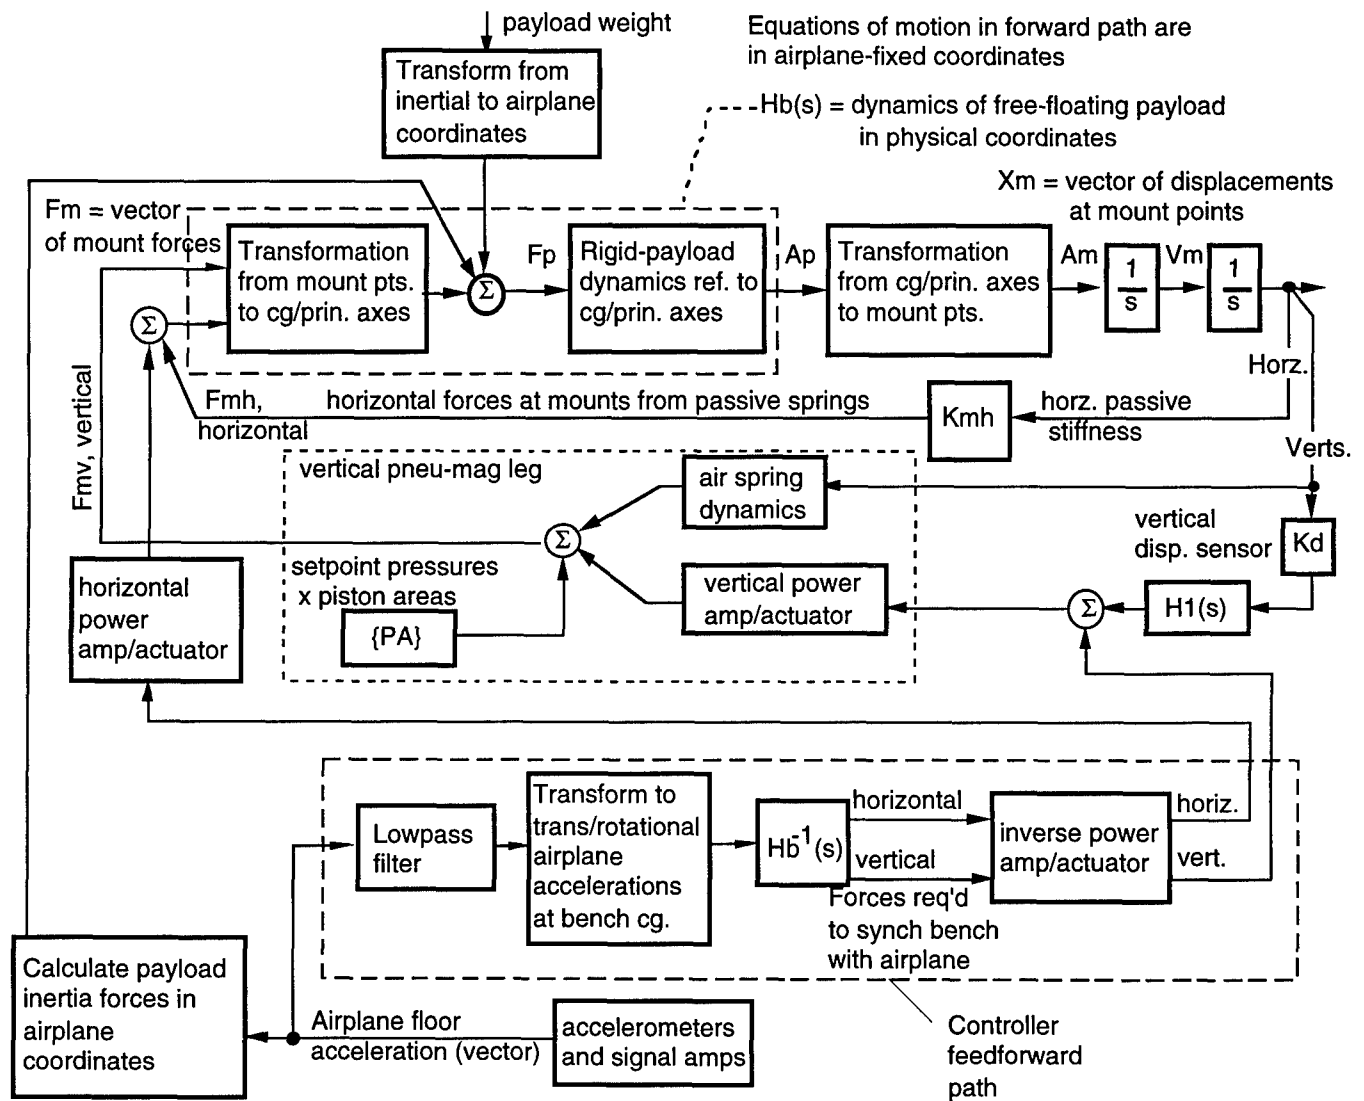 payload weight
Equations of motion in forward path are
in airplane-fixed coordinates
Transform from
inertial to airplane
coordinates
Hb(s) = dynamics of free-floating payload
in physical coordinates
Xm = vector of displacements
at mount points
Fm = vector
of mount forces
Transformation
from mount pts.
to cg/prin. axes
Σ
Fp
Rigid-payload
dynamics ref. to
cg/prin. axes
Ap
Transformation
from cg/prin. axes
to mount pts.
Am
1
s
Vm
1
s
Σ
Horz.
Fmv, vertical
Fmh,
horizontal
horizontal forces at mounts from passive springs
Kmh
horz. passive
stiffness
Verts.
vertical pneu-mag leg
air spring
dynamics
Σ
vertical
disp. sensor
Kd
setpoint pressures
x piston areas
{PA}
vertical power
amp/actuator
Σ
H1(s)
horizontal
power
amp/actuator
Lowpass
filter
Transform to
trans/rotational
airplane
accelerations
at bench cg.
Hb-1(s)
horizontal
vertical
Forces req'd
to synch bench
with airplane
inverse power
amp/actuator
horiz.
vert.
Calculate payload
inertia forces in
airplane
coordinates
Airplane floor
acceleration (vector)
accelerometers
and signal amps
Controller
feedforward
path